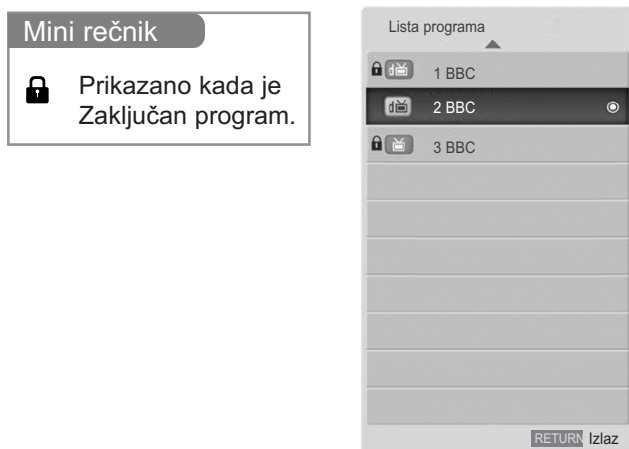 Mini rečnik
Prikazano kada je
Zaključan program.
Lista programa
1 BBC
2 BBC
3 BBC
RETURN Izlaz